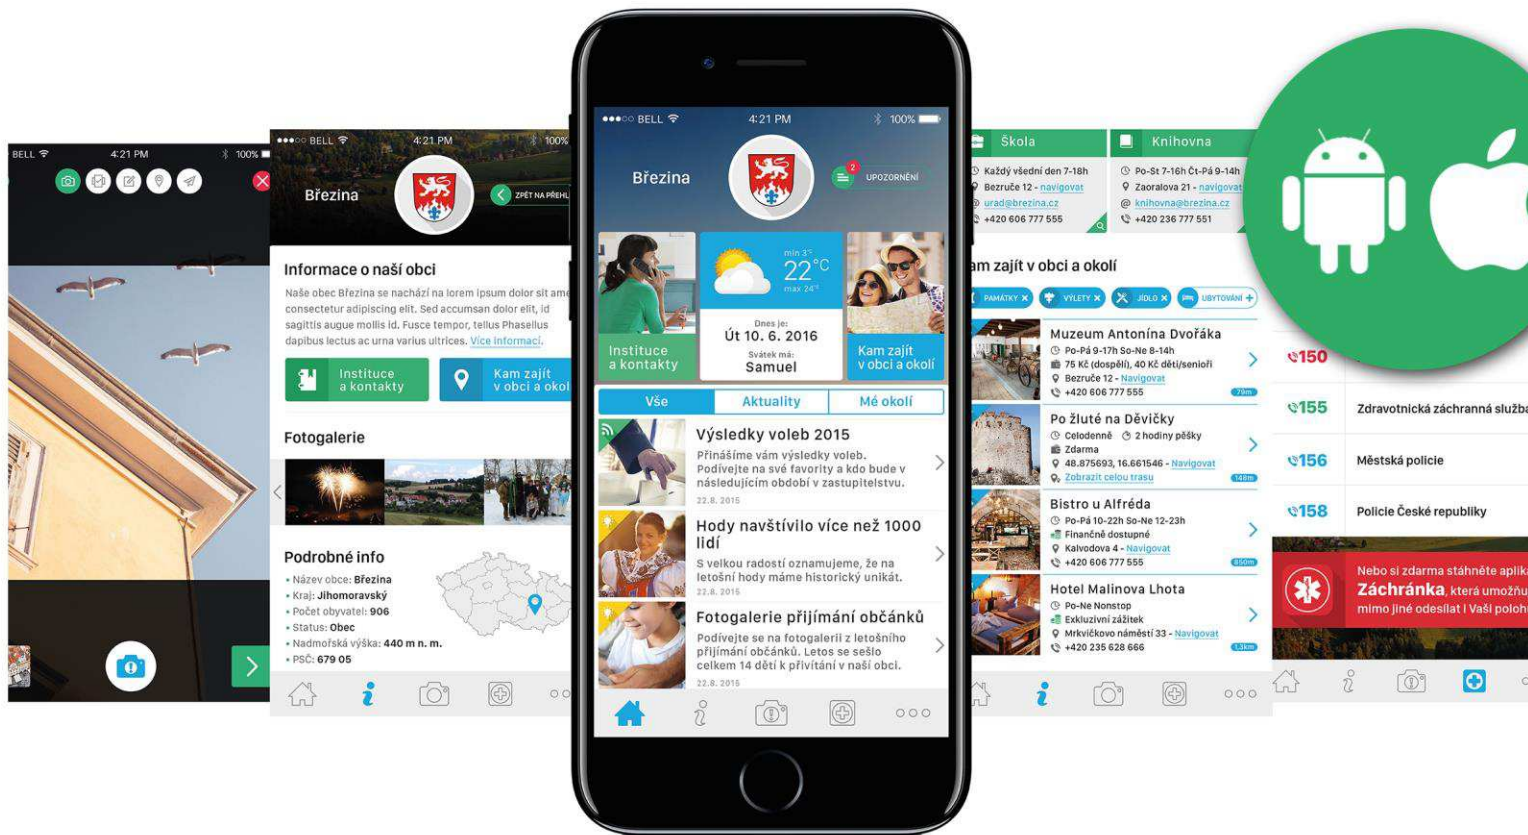 BELL
4:21 PM
100%
●●●○○ BELL
4:21 PM
100%
Březina
ZPĚT NA
Informace o naší obci
Naše obec Březina se nachází na lorem ipsum dolor sit
consectetur adipiscing elit. Sed accumsan dolor elit, id
sagittis augue mollis id. Fusce tempor, tellus Phasellus
dapibus lectus ac urna varius ultrices. Více informací.
Instituce
a kontakty
Kam zajít
v obci a
Fotogalerie
Podrobné info
• Název obce: Březina
• Kraj: Jihomoravský
• Počet obyvatel: 906
• Status: Obec
• Nadmořská výška: 440 m n. m.
• PSČ: 679 05
●●●○○ BELL
4:21 PM
100%
Březina
2
UPOZORNĚNÍ
Instituce
a kontakty
min 3°
22°C
max 24°
Dnes je:
Út 10. 6. 2016
Svátek má:
Samuel
Kam zajít
v obci a okolí
Vše
Aktuality
Mé okolí
Výsledky voleb 2015
Přinášíme vám výsledky voleb.
Podívejte na své favority a kdo bude v
následujícím období v zastupitelstvu.
22.8. 2015
Hody navštívilo více než 1000
lidí
S velkou radostí oznamujeme, že na
letošní hody máme historický unikát.
22.8. 2015
Fotogalerie přijímání občánků
Podívejte se na fotogalerii z letošního
přijímání občánků. Letos se sešlo
celkem 14 dětí k přivítání v naší obci.
22.8. 2015
Škola
Každý všední den 7-18h
Bezruče 12 - navigovat
urad@brezina.cz
+420 606 777 555
Knihovna
Po-St 7-16h Čt-Pá 9-14h
Zaoralova 21 - navigovat
@ knihovna@brezina.cz
+420 236 777 551
zajít v obci a okolí
PAMÁTKY ×
VÝLETY ×
JÍDLO ×
UBYTOVÁNÍ +
Muzeum Antonína Dvořáka
Po-Pá 9-17h So-Ne 8-14h
75 Kč (dospělí), 40 Kč děti/senioři
Bezruče 12 - Navigovat
+420 606 777 555
79m
Po žluté na Děvičky
Celodenně 2 hodiny pěšky
Zdarma
48.875693, 16.661546 - Navigovat
Zobrazit celou trasu
148m
Bistro u Alfréda
Po-Pá 10-22h So-Ne 12-23h
Finančně dostupné
Kalvodova 4 - Navigovat
+420 606 777 555
850m
Hotel Malinova Lhota
Po-Ne Nonstop
Exkluzivní zážitek
Mrkvičkovo náměstí 33 - Navigovat
+420 235 628 666
1,3km
150
155
Zdravotnická záchranná služba
156
Městská policie
158
Policie České republiky
Nebo si zdarma stáhněte
Záchranka, která
mimo jiné odesílat i Vaši